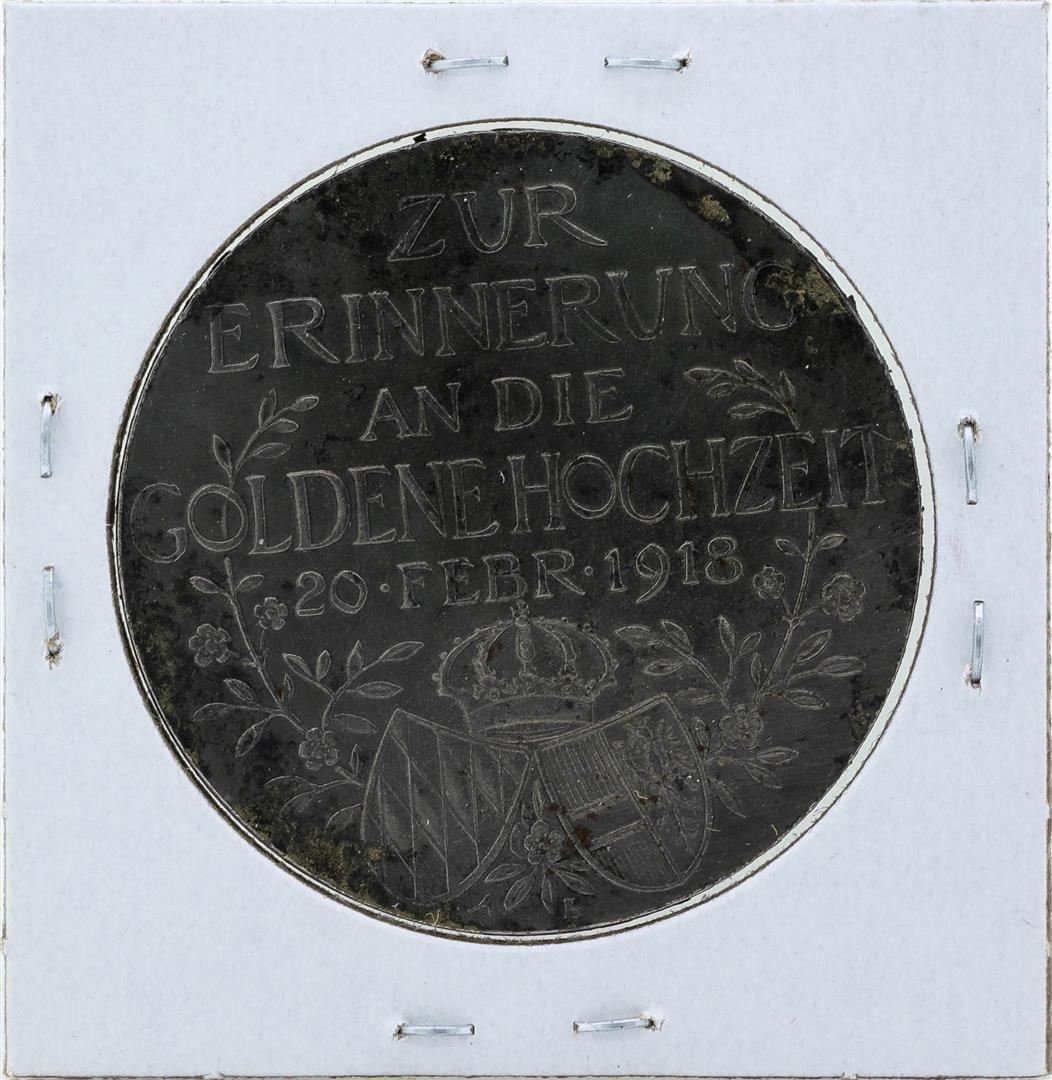 ZUR
ERINNERUNG
AN DIE
GOLDENE HOCHZEIT
20 · FEBR · 1918